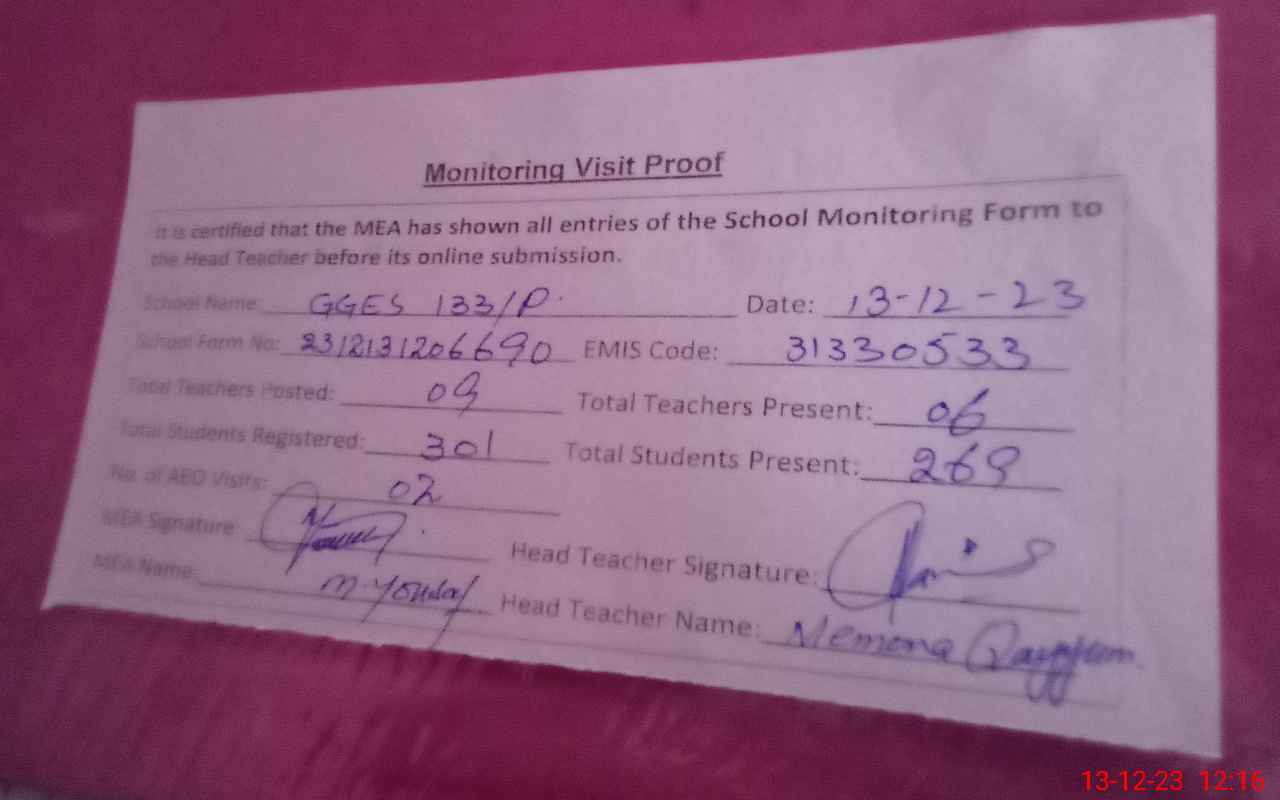 Monitoring Visit Proof
It is certified that the MEA has shown all entries of the School Monitoring Form to
the Head Teacher before its online submission.
School Name: GGES 133/P. Date: 13-12-23
School Form No: 2312131206690 EMIS Code: 31330533
Total Teachers Posted: 09 Total Teachers Present: 06
Total Students Registered: 301 Total Students Present: 269
No. of AEO Visits: 02
MEA Signature Head Teacher Signature:
MEA Name: M. Yousaf Head Teacher Name: Memona Qayyum
13-12-23 12:16